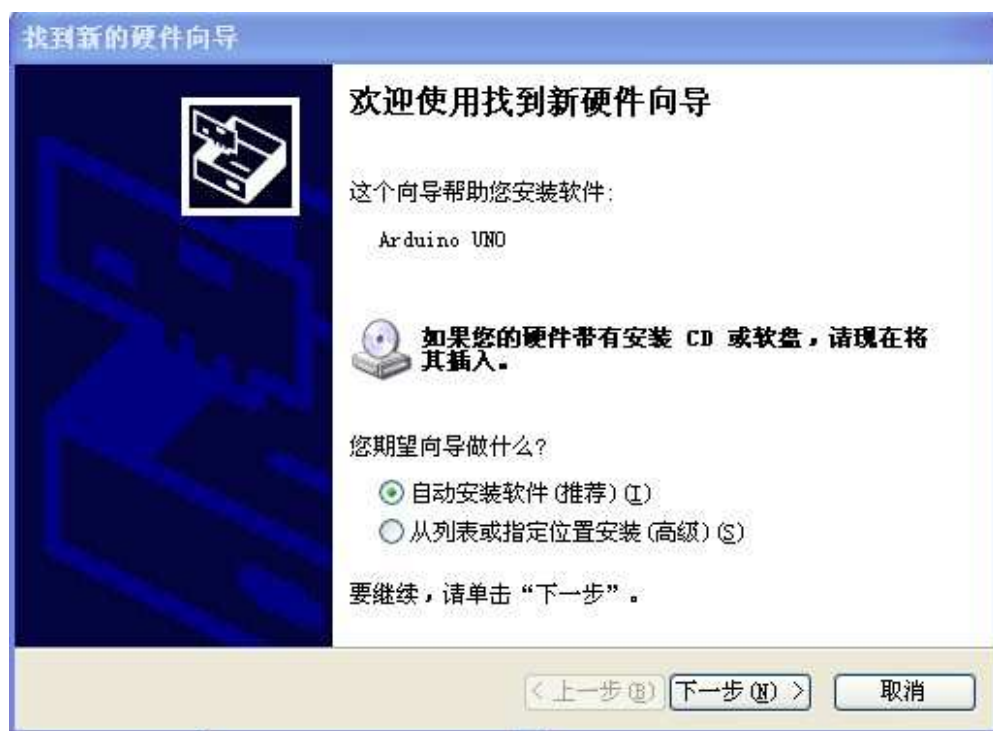 找到新的硬件向导
欢迎使用找到新硬件向导
这个向导帮助您安装软件:
Arduino UNO
如果您的硬件带有安装 CD 或软盘，请现在将
其插入。
您期望向导做什么?
自动安装软件(推荐)(I)
从列表或指定位置安装(高级)(S)
要继续，请单击“下一步”。
< 上一步(B) 下一步(N) > 取消